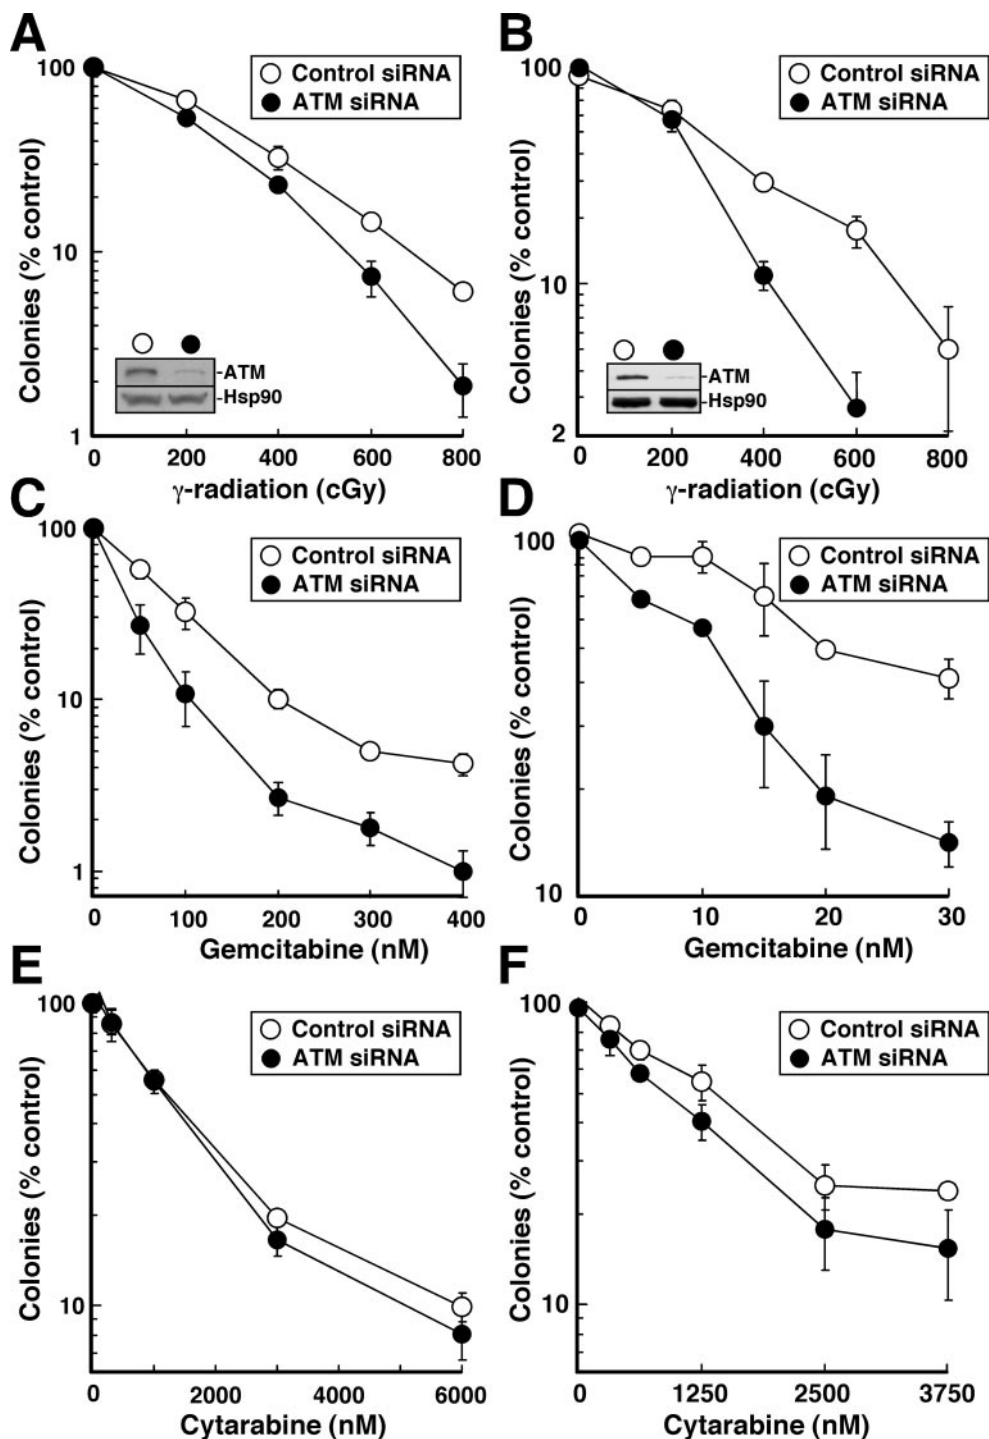 A
Colonies (% control)
100
10
1
Control siRNA
ATM siRNA
-ATM
-Hsp90
0 200 400 600 800
γ-radiation (cGy)
B
Colonies (% control)
100
10
2
Control siRNA
ATM siRNA
-ATM
-Hsp90
0 200 400 600 800
γ-radiation (cGy)
C
Colonies (% control)
100
10
1
Control siRNA
ATM siRNA
0 100 200 300 400
Gemcitabine (nM)
D
Colonies (% control)
100
10
Control siRNA
ATM siRNA
0 10 20 30
Gemcitabine (nM)
E
Colonies (% control)
100
10
Control siRNA
ATM siRNA
0 2000 4000 6000
Cytarabine (nM)
F
Colonies (% control)
100
10
Control siRNA
ATM siRNA
0 1250 2500 3750
Cytarabine (nM)